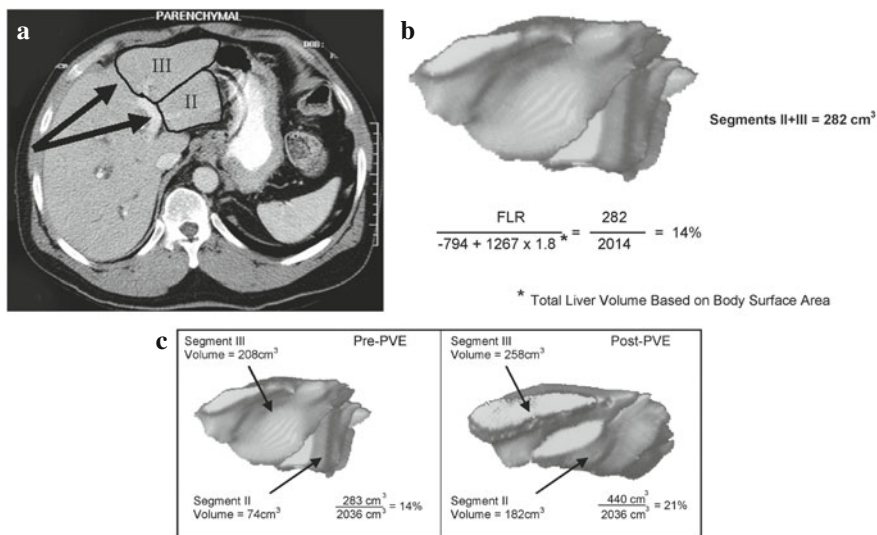 a
PARENCHYMAL
III
II
b
Segments II+III = 282 cm³
FLR
-794 + 1267 x 1.8 *
=
282
2014
= 14%
* Total Liver Volume Based on Body Surface Area
c
Segment III
Volume = 208cm³
Pre-PVE
Segment II
Volume = 74cm³
283 cm³
2036 cm³
= 14%
Segment III
Volume = 258cm³
Post-PVE
Segment II
Volume = 182cm³
440 cm³
2036 cm³
= 21%